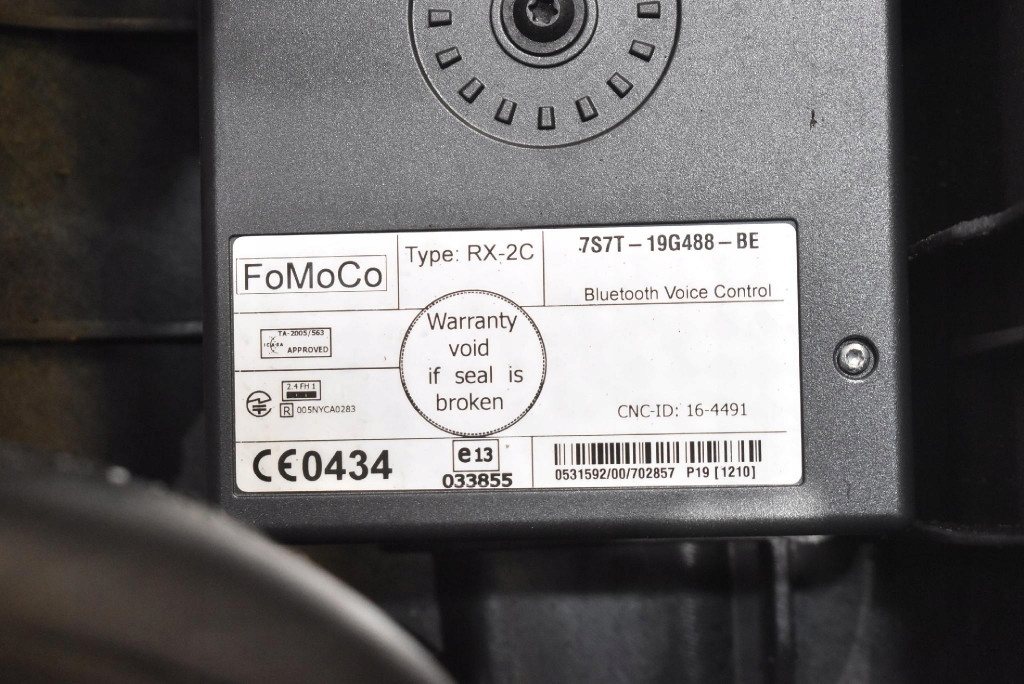 FoMoCo
Type: RX-2C
7S7T-19G488-BE
Bluetooth Voice Control
TA-2005/563
APPROVED
Warranty
void
if seal is
broken
2.4 FH 1
R 005NYCA0283
CNC-ID: 16-4491
CE0434
e13
033855
0531592/00/702857 P19 [1210]